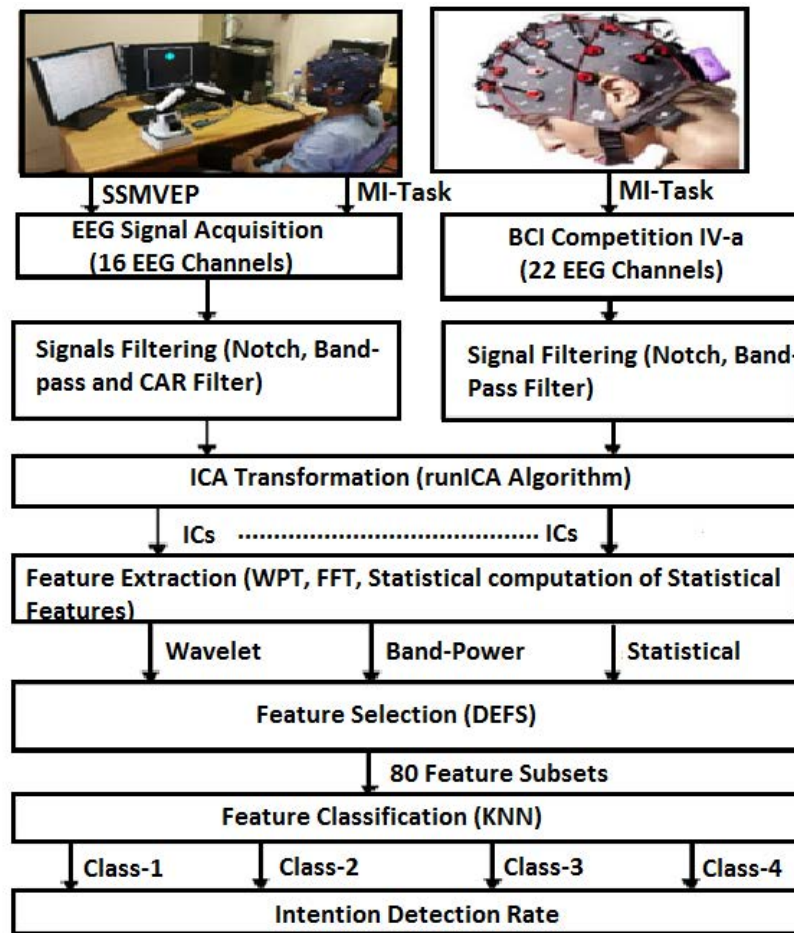 SSMVEP
MI-Task
MI-Task
EEG Signal Acquisition
(16 EEG Channels)
BCI Competition IV-a
(22 EEG Channels)
Signals Filtering (Notch, Band-
pass and CAR Filter)
Signal Filtering (Notch, Band-
Pass Filter)
ICA Transformation (runICA Algorithm)
ICs ........................................... ICs
Feature Extraction (WPT, FFT, Statistical computation of Statistical
Features)
Wavelet
Band-Power
Statistical
Feature Selection (DEFS)
80 Feature Subsets
Feature Classification (KNN)
Class-1
Class-2
Class-3
Class-4
Intention Detection Rate